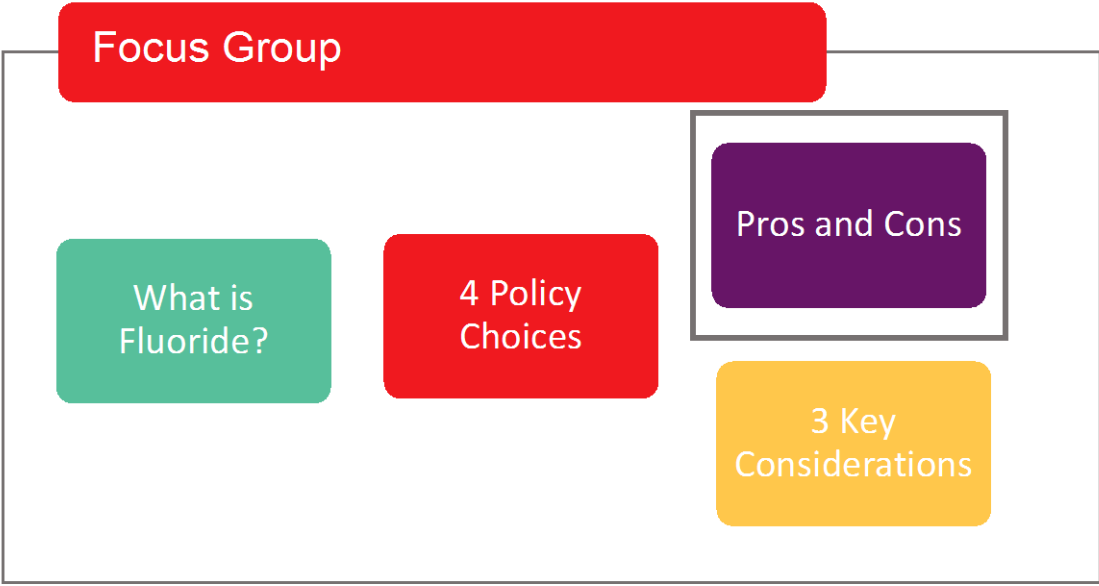 Focus Group
What is
Fluoride?
4 Policy
Choices
Pros and Cons
3 Key
Considerations